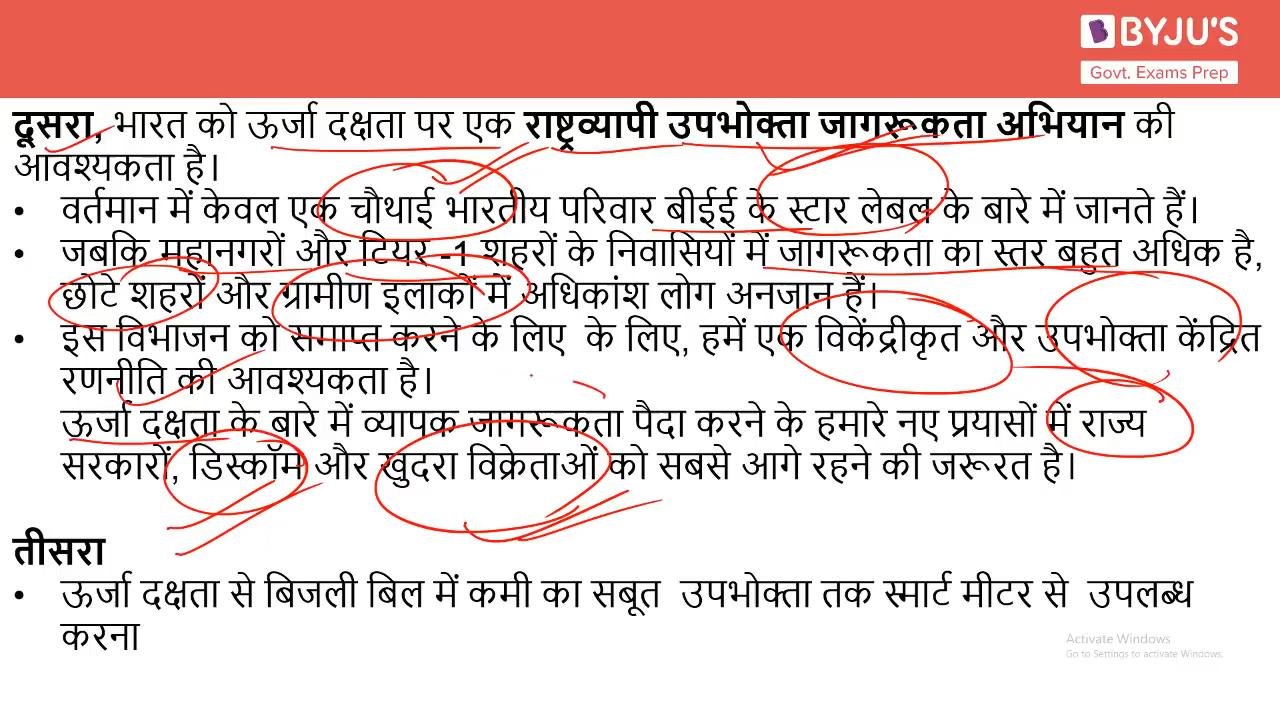 BYJU'S
Govt. Exams Prep
दूसरा, भारत को ऊर्जा दक्षता पर एक राष्ट्रव्यापी उपभोक्ता जागरूकता अभियान की
आवश्यकता है।
• वर्तमान में केवल एक चौथाई भारतीय परिवार बीईई के स्टार लेबल के बारे में जानते हैं।
• जबकि महानगरों और टियर -1 शहरों के निवासियों में जागरूकता का स्तर बहुत अधिक है,
छोटे शहरों और ग्रामीण इलाकों में अधिकांश लोग अनजान हैं।
• इस विभाजन को समाप्त करने के लिए के लिए, हमें एक विकेंद्रीकृत और उपभोक्ता केंद्रित
रणनीति की आवश्यकता है।
ऊर्जा दक्षता के बारे में व्यापक जागरूकता पैदा करने के हमारे नए प्रयासों में राज्य
सरकारों, डिस्कॉम और खुदरा विक्रेताओं को सबसे आगे रहने की जरूरत है।
तीसरा
• ऊर्जा दक्षता से बिजली बिल में कमी का सबूत उपभोक्ता तक स्मार्ट मीटर से उपलब्ध
करना
Activate Windows
Go to Settings to activate Windows.